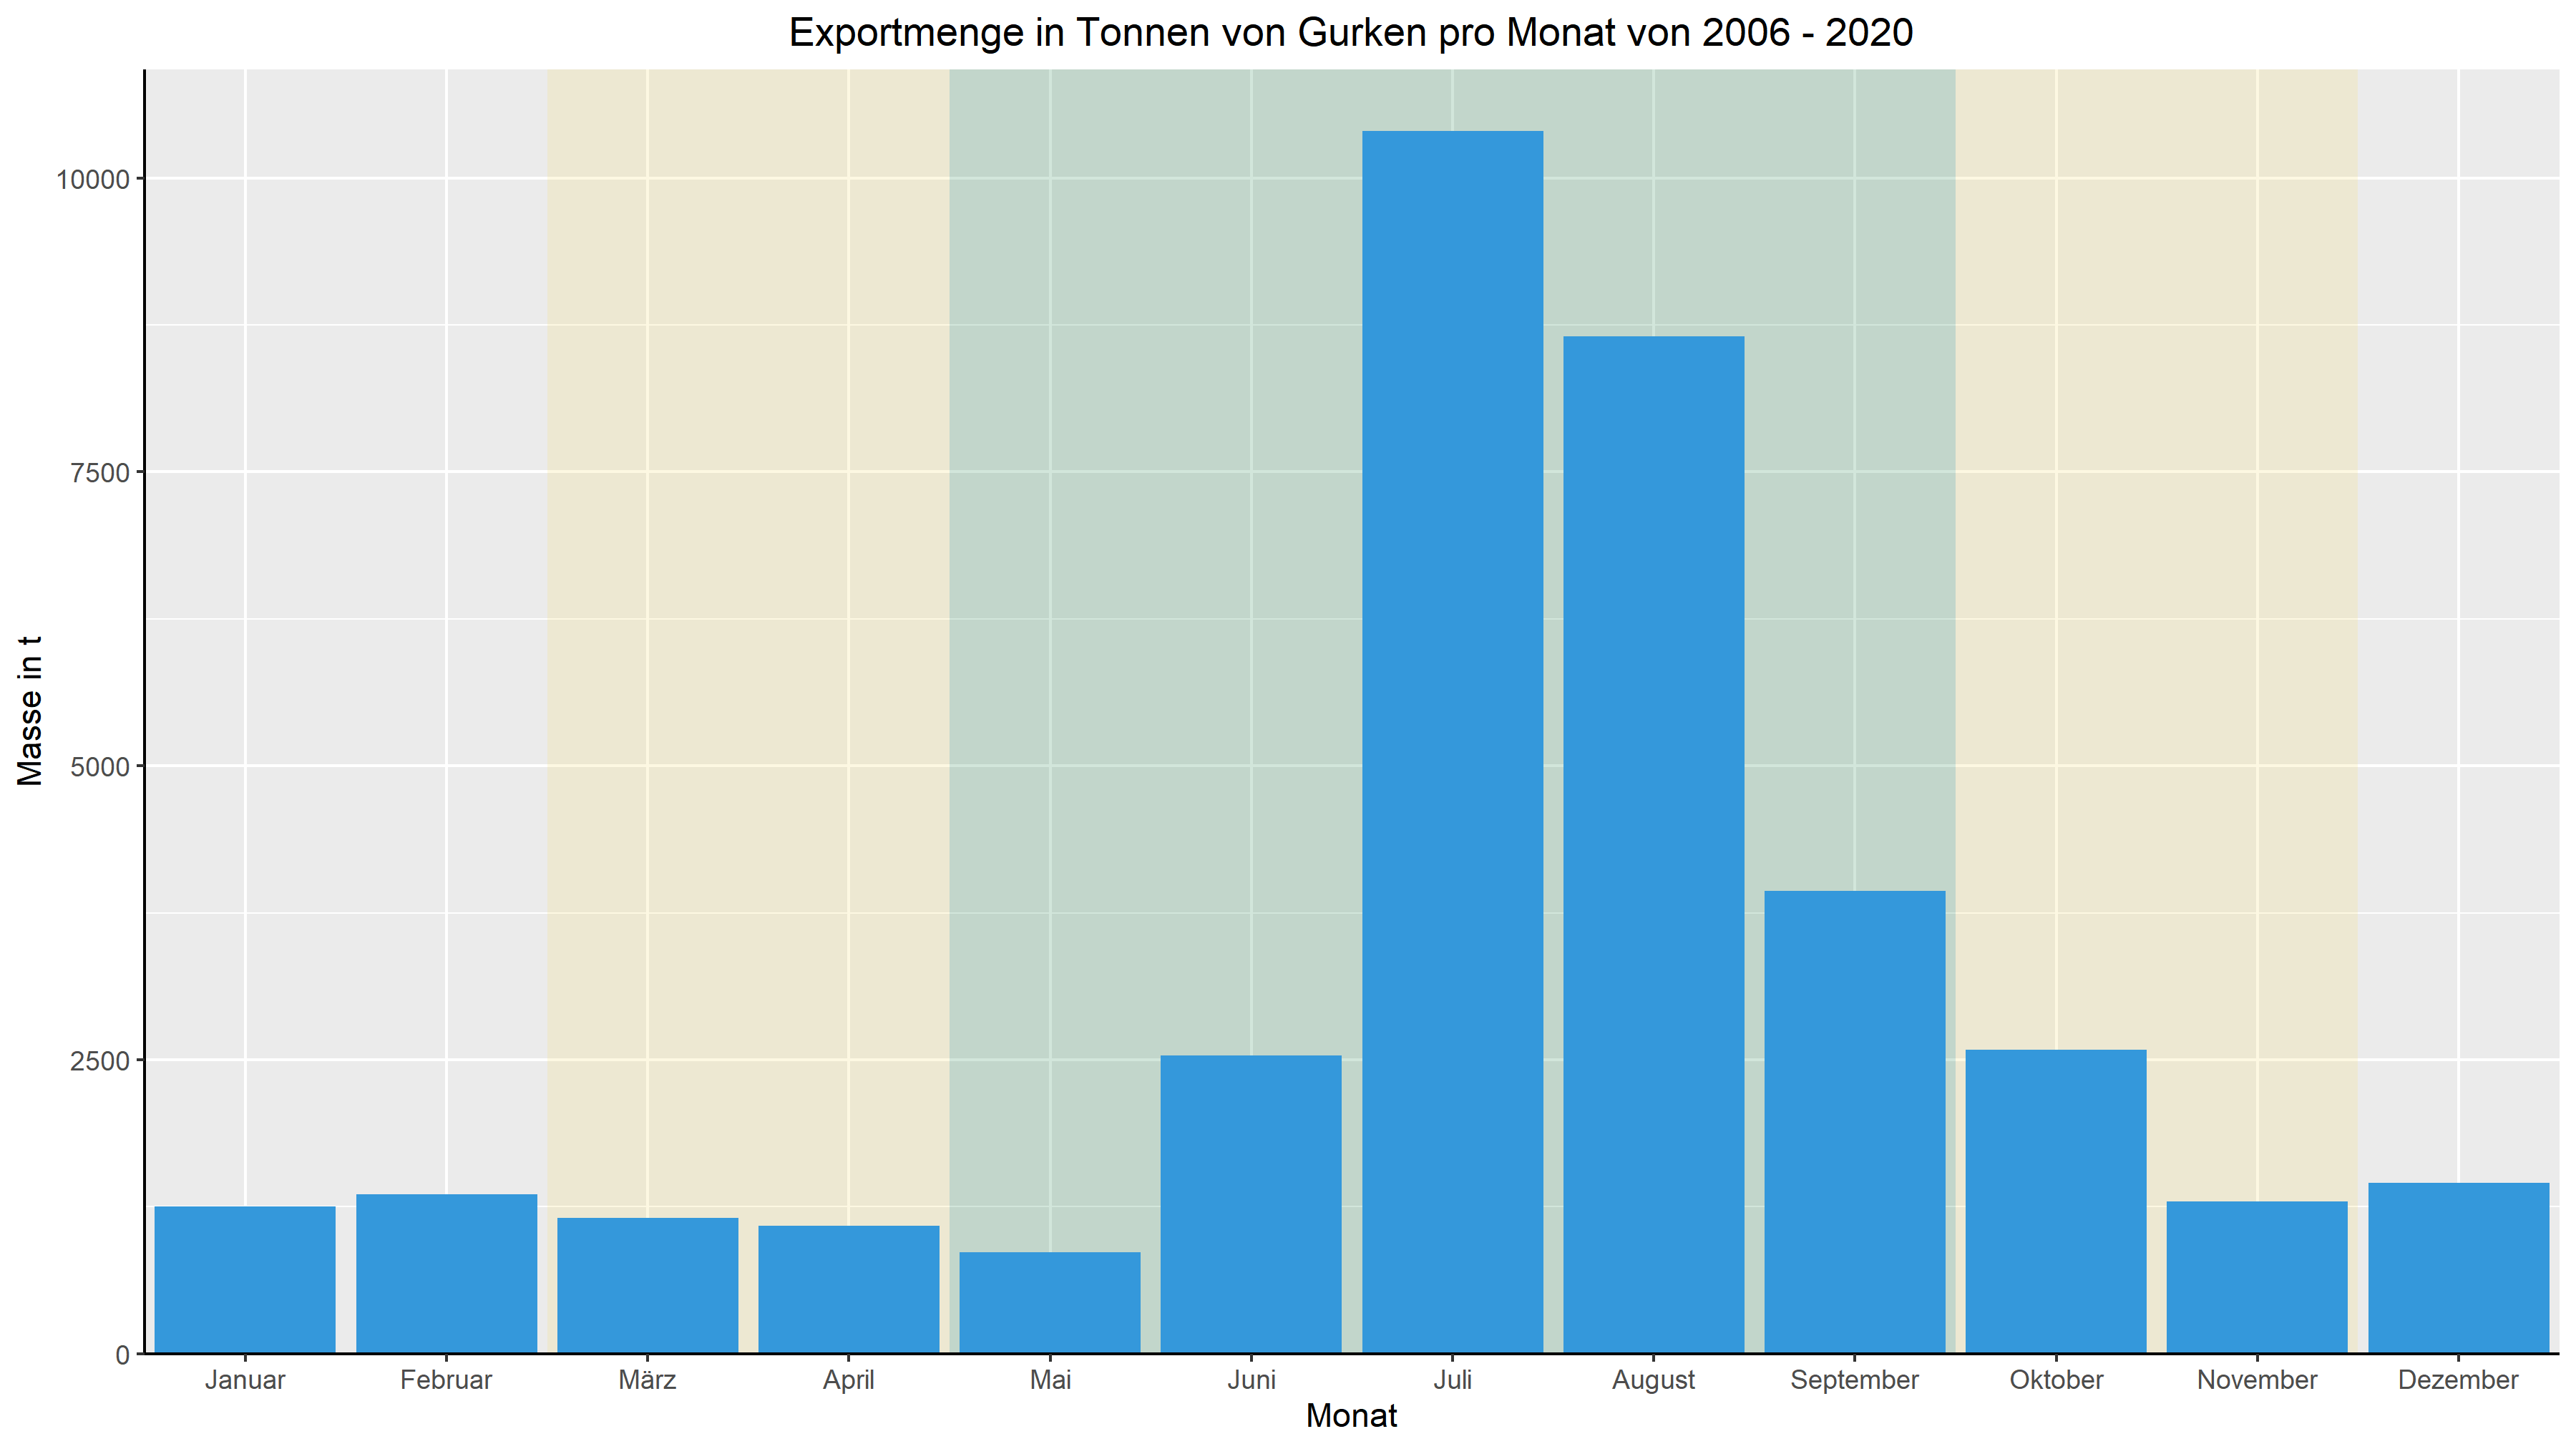 Exportmenge in Tonnen von Gurken pro Monat von 2006 - 2020
Masse in t
10000
7500
5000
2500
0
Januar Februar März April Mai Juni Juli August September Oktober November Dezember
Monat